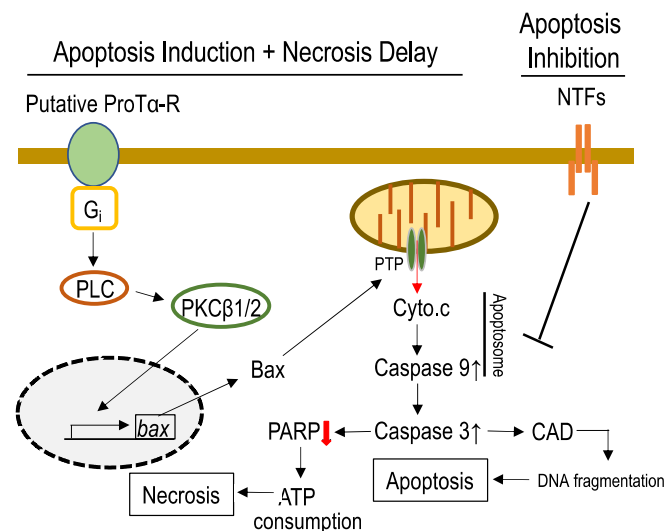 Apoptosis Induction + Necrosis Delay
Apoptosis
Inhibition
Putative ProTα-R
NTFs
Gi
PLC
PKCβ1/2
PTP
Cyto.c
Apoptosome
Bax
Caspase 9↑
bax
PARP
Caspase 3↑
CAD
Necrosis
ATP
consumption
Apoptosis
DNA fragmentation